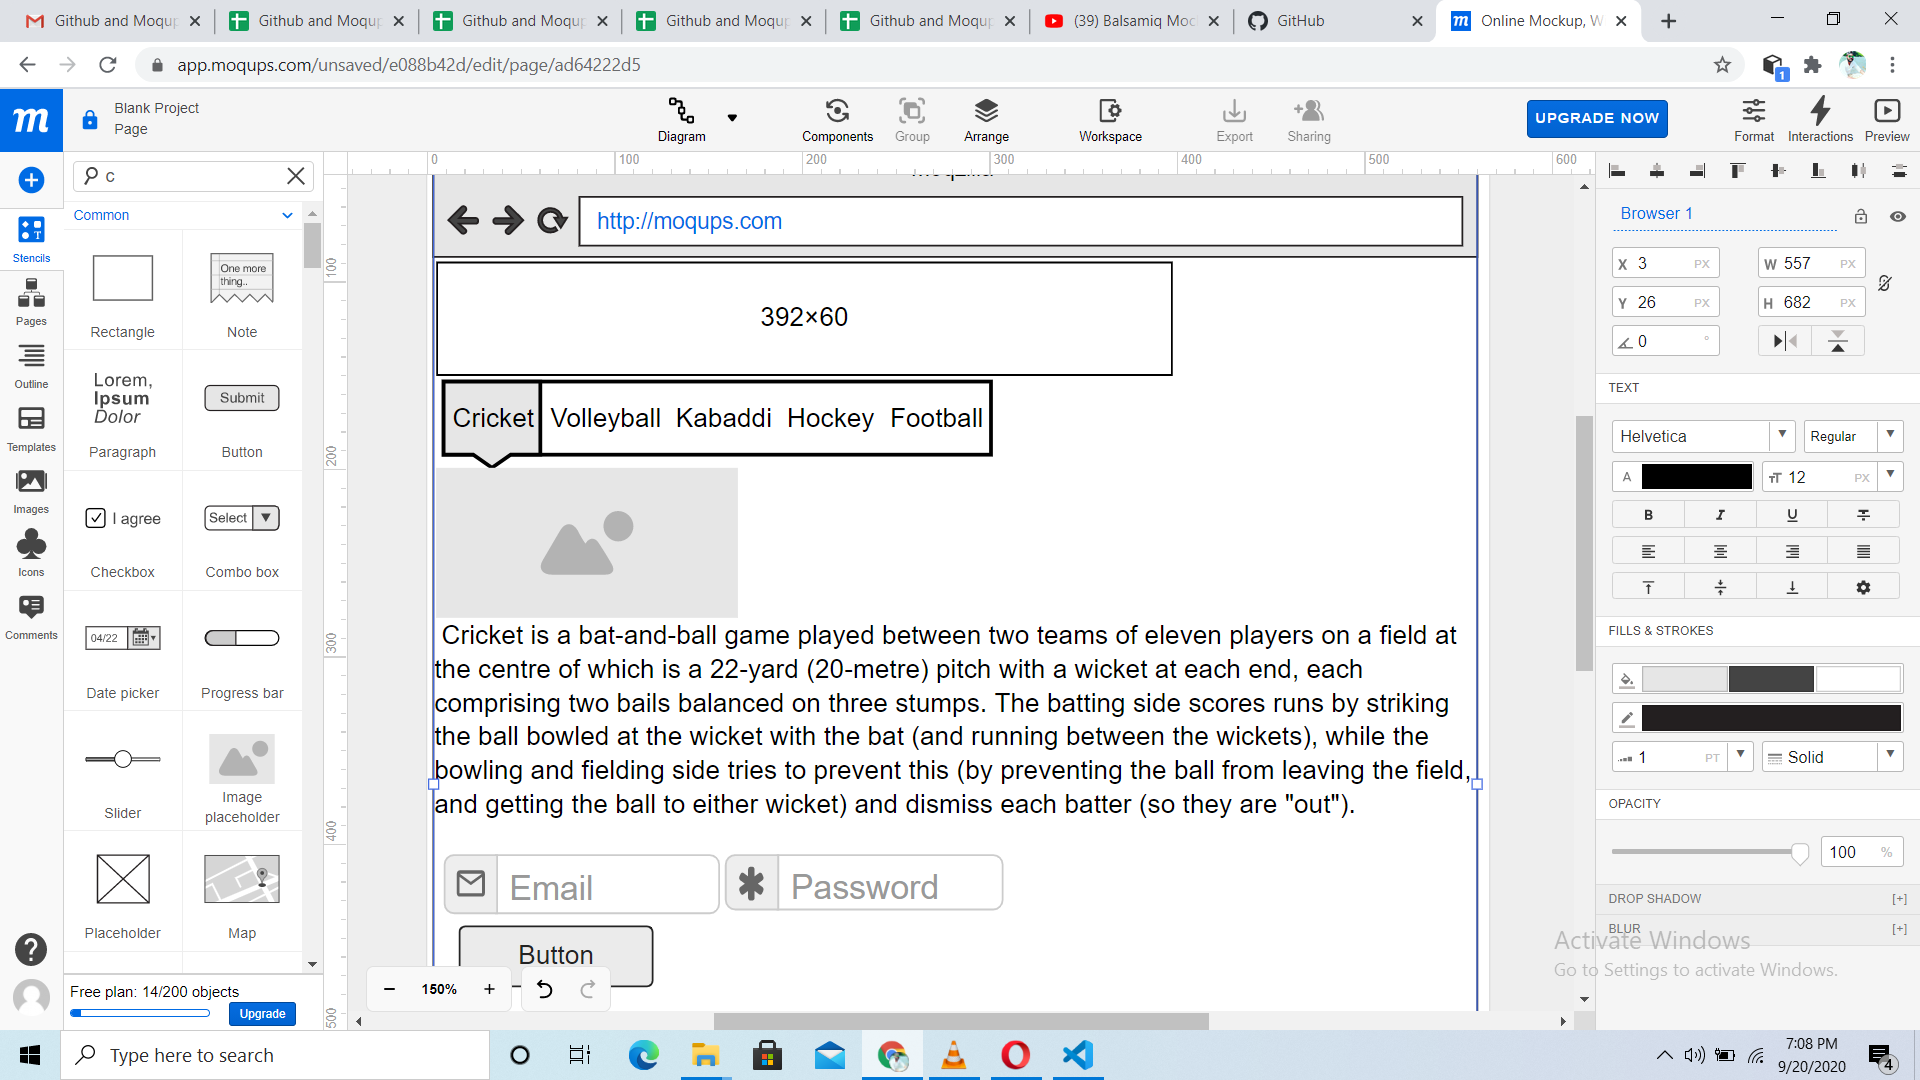 Github and Moqup
Github and Moqup
Github and Moqup
Github and Moqup
Github and Moqup
(39) Balsamiq Moc
GitHub
Online Mockup, W
app.moqups.com/unsaved/e088b42d/edit/page/ad64222d5
1
m
Blank Project
Page
Diagram
Components
Group
Arrange
Workspace
Export
Sharing
UPGRADE NOW
Format
Interactions
Preview
Stencils
Pages
Outline
Templates
Images
Icons
Comments
c
Common
Rectangle
One more
thing..
Note
Lorem,
Ipsum
Dolor
Paragraph
Submit
Button
I agree
Checkbox
Select
Combo box
04/22
Date picker
Progress bar
Slider
Image
placeholder
Placeholder
Map
Free plan: 14/200 objects
Upgrade
0 100 200 300 400 500 600
100
200
300
400
500
http://moqups.com
392×60
Cricket Volleyball Kabaddi Hockey Football
Cricket is a bat-and-ball game played between two teams of eleven players on a field at
the centre of which is a 22-yard (20-metre) pitch with a wicket at each end, each
comprising two bails balanced on three stumps. The batting side scores runs by striking
the ball bowled at the wicket with the bat (and running between the wickets), while the
bowling and fielding side tries to prevent this (by preventing the ball from leaving the field,
and getting the ball to either wicket) and dismiss each batter (so they are "out").
Email
Password
Button
− 150% +
Browser 1
X 3 PX
W 557 PX
Y 26 PX
H 682 PX
0 °
TEXT
Helvetica
Regular
A
12 PX
B I U
FILLS & STROKES
1 PT
Solid
OPACITY
100 %
DROP SHADOW [+]
BLUR [+]
Activate Windows
Go to Settings to activate Windows.
Type here to search
7:08 PM
9/20/2020
4